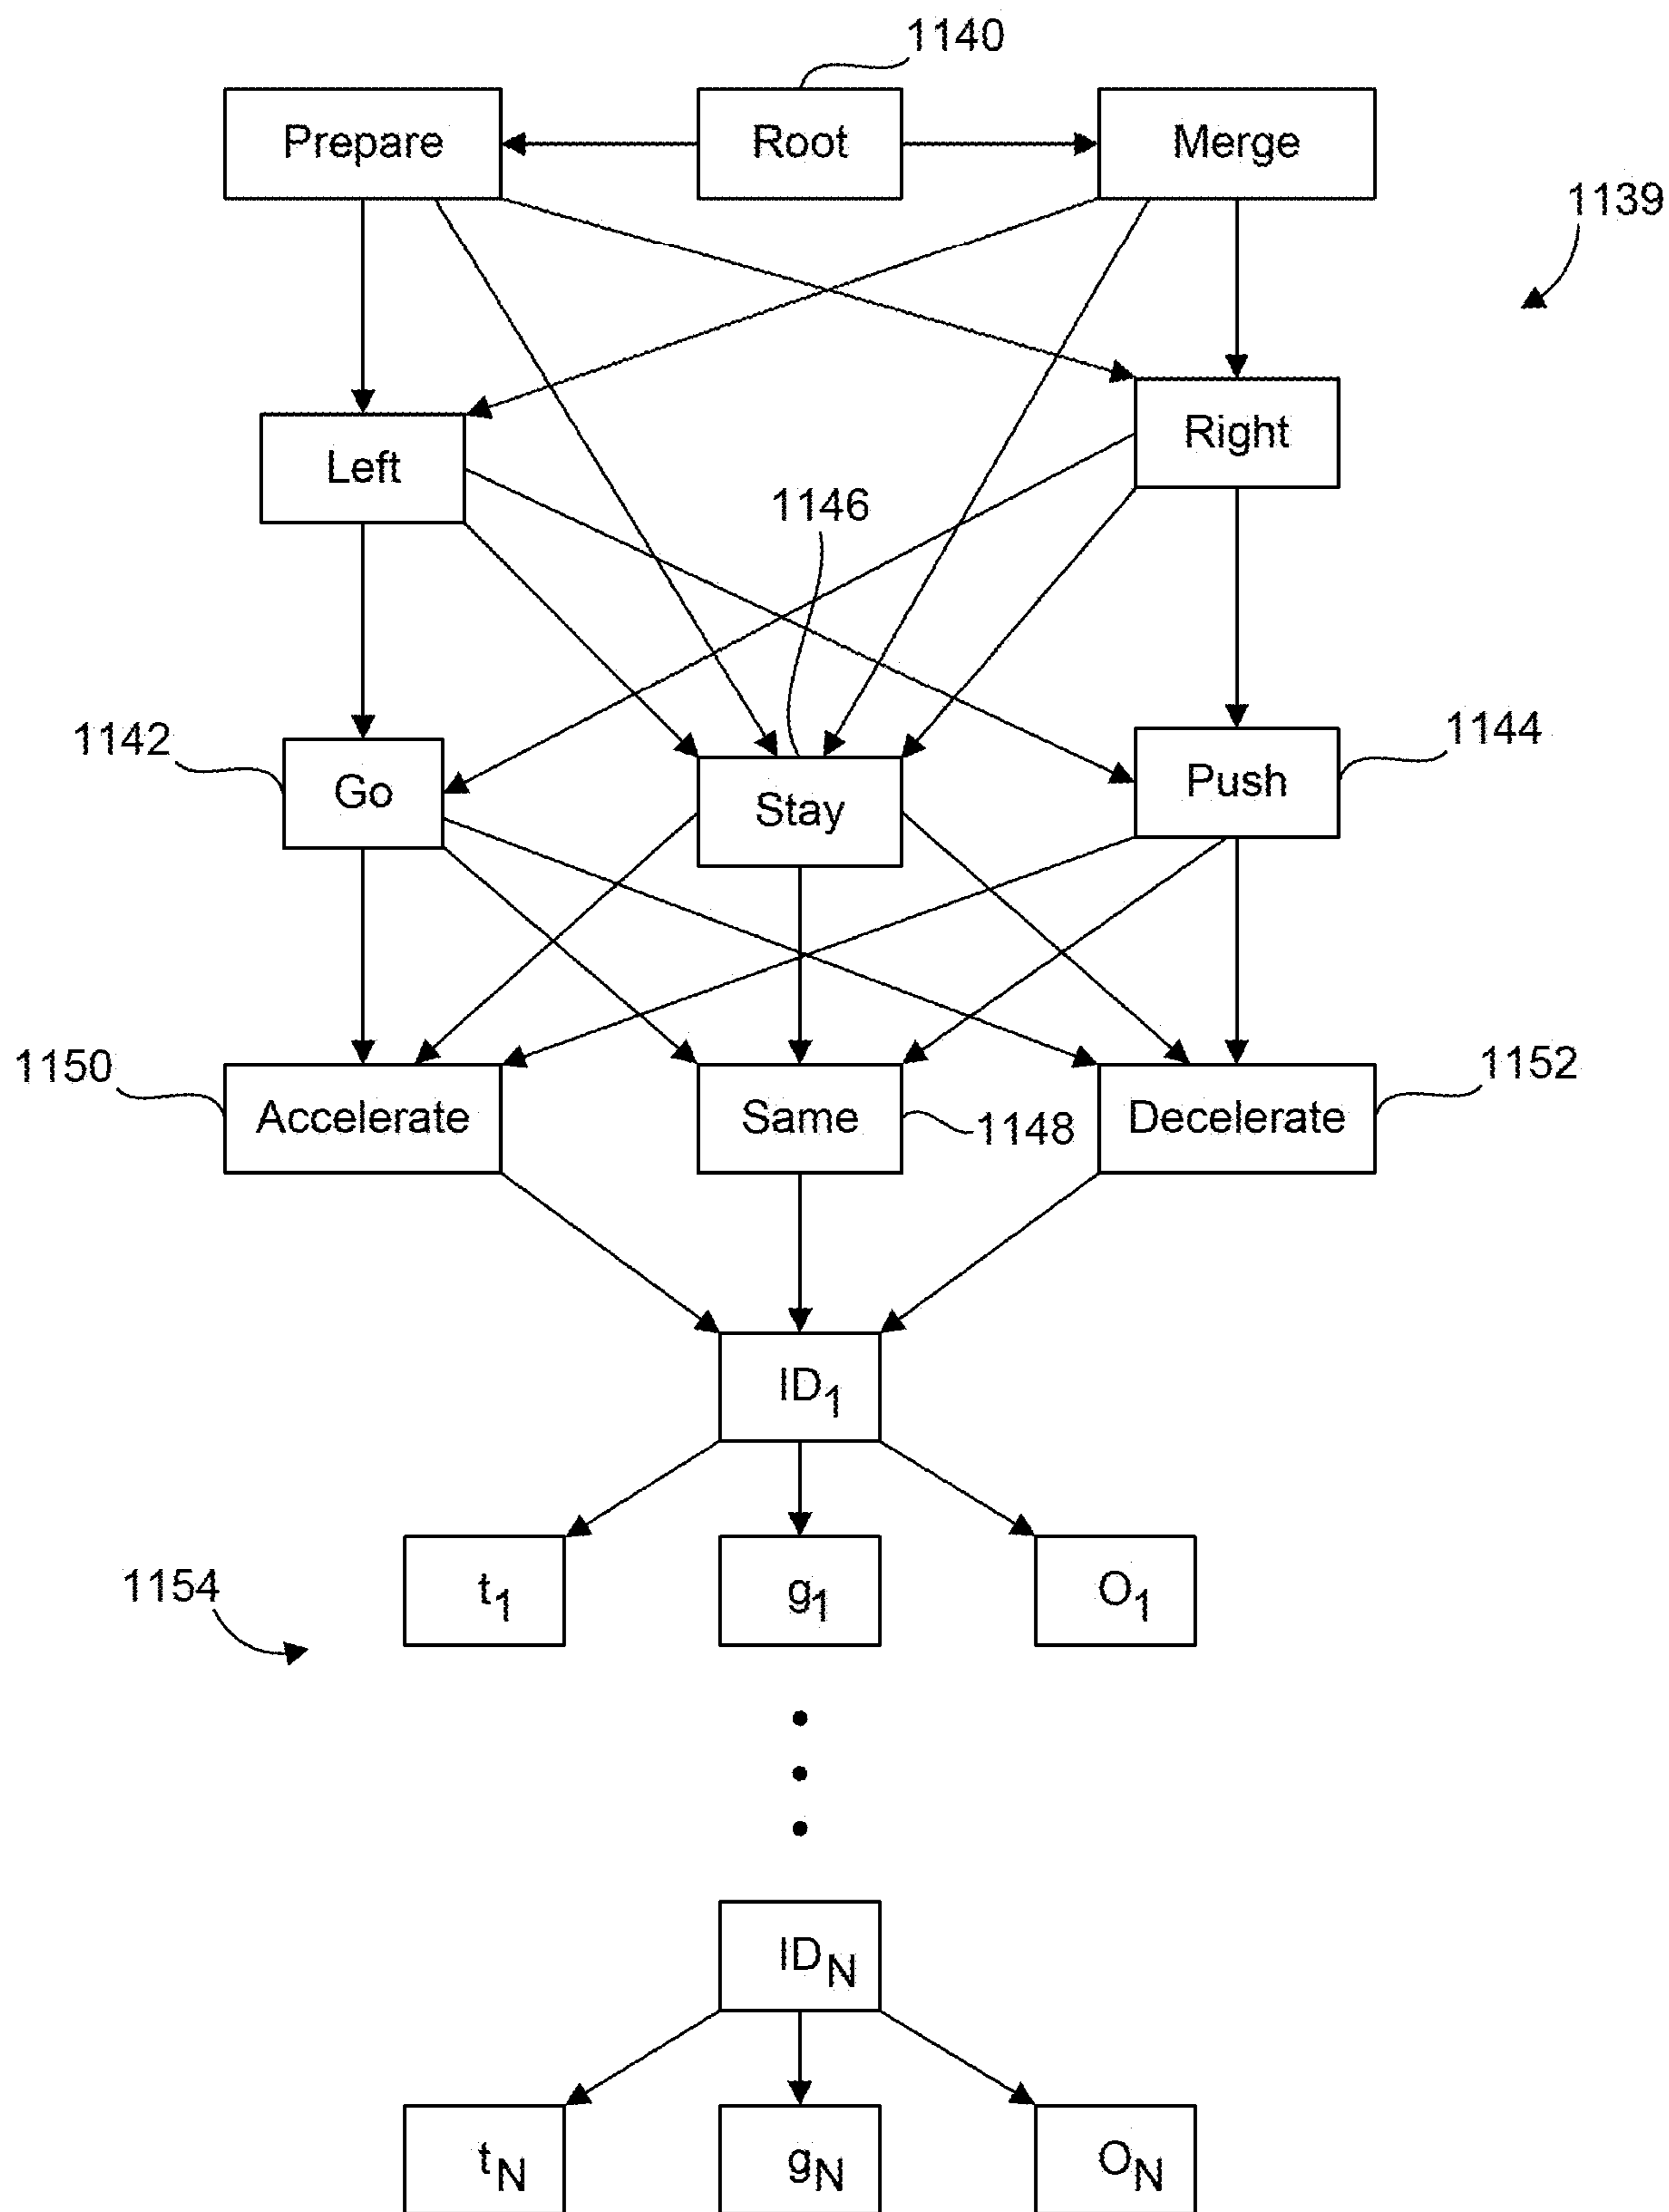 1140
Prepare
Root
Merge
1139
Left
Right
1146
1142
Go
Stay
Push
1144
1150
Accelerate
Same
1148
Decelerate
1152
ID1
1154
t1
g1
O1
IDN
tN
gN
ON